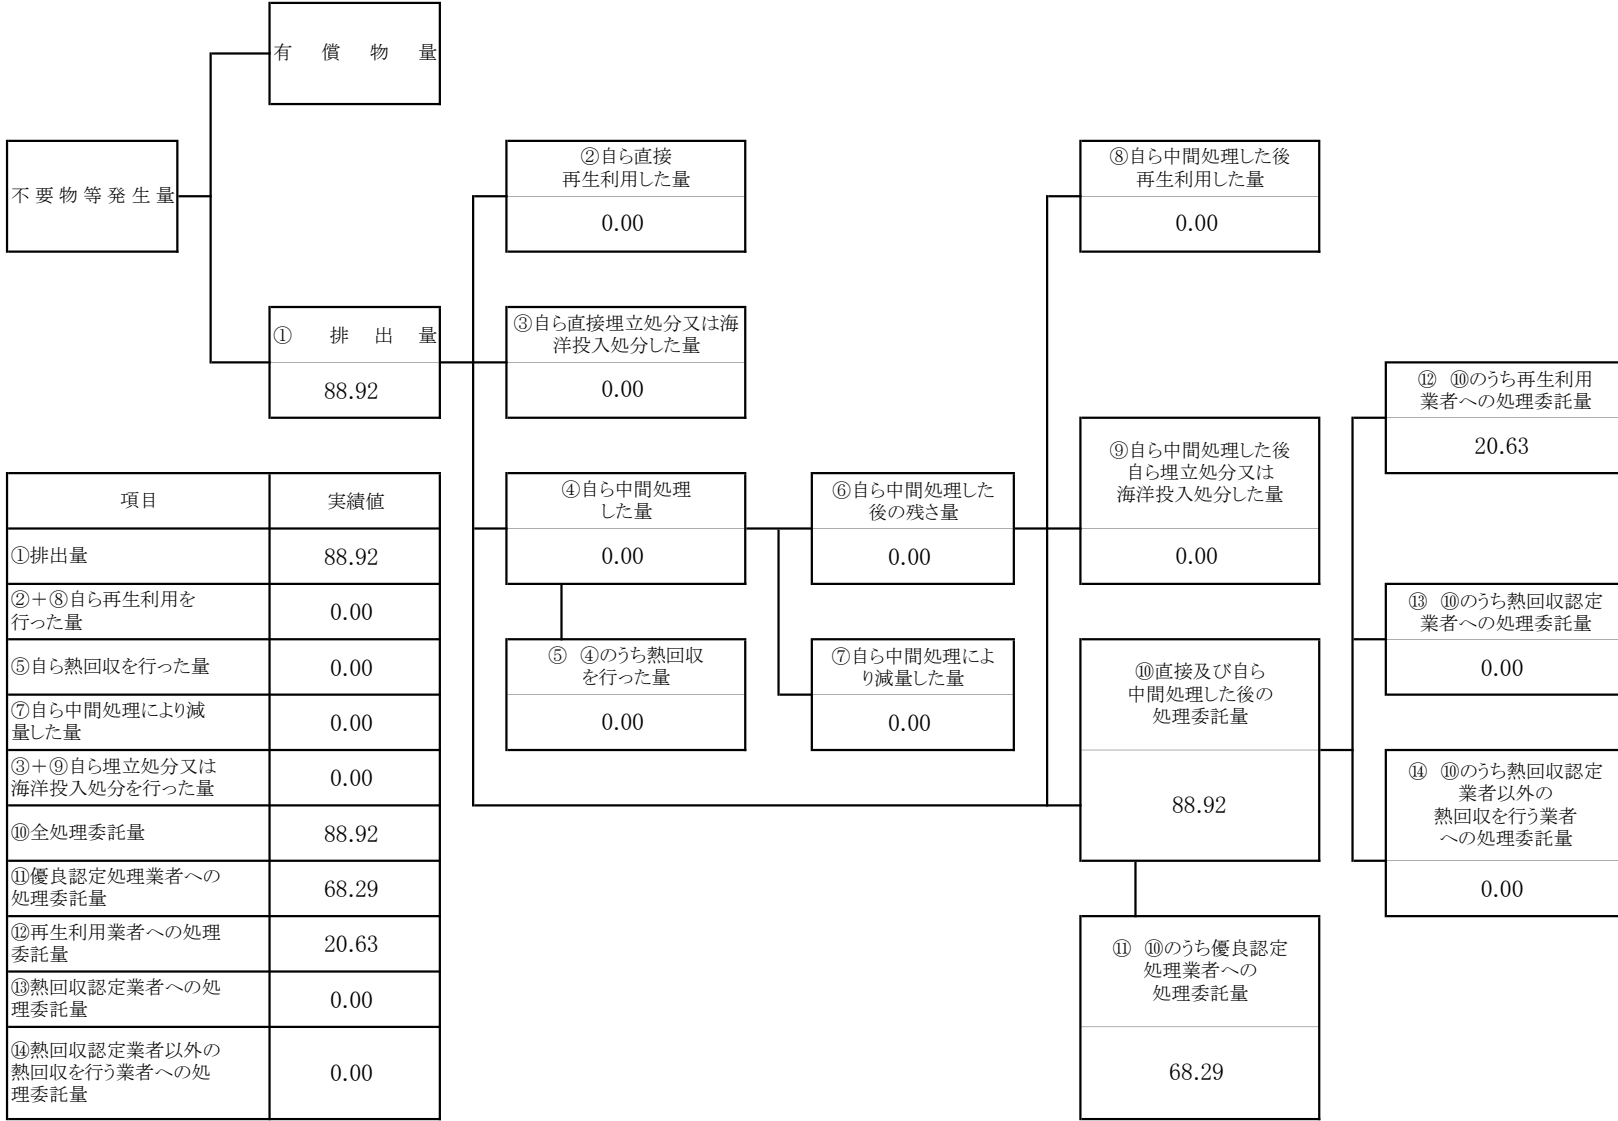 有償物量
不要物等発生量
①排出量
88.92
②自ら直接
再生利用した量
0.00
③自ら直接埋立処分又は海
洋投入処分した量
0.00
④自ら中間処理
した量
0.00
⑤ ④のうち熱回収
を行った量
0.00
⑥自ら中間処理した
後の残さ量
0.00
⑦自ら中間処理によ
り減量した量
0.00
⑧自ら中間処理した後
再生利用した量
0.00
⑨自ら中間処理した後
自ら埋立処分又は
海洋投入処分した量
0.00
⑩直接及び自ら
中間処理した後の
処理委託量
88.92
⑪ ⑩のうち優良認定
処理業者への
処理委託量
68.29
⑫ ⑩のうち再生利用
業者への処理委託量
20.63
⑬ ⑩のうち熱回収認定
業者への処理委託量
0.00
⑭ ⑩のうち熱回収認定
業者以外の
熱回収を行う業者
への処理委託量
0.00
項目 実績値
①排出量 88.92
②+⑧自ら再生利用を
行った量 0.00
⑤自ら熱回収を行った量 0.00
⑦自ら中間処理により減
量した量 0.00
③+⑨自ら埋立処分又は
海洋投入処分を行った量 0.00
⑩全処理委託量 88.92
⑪優良認定処理業者への
処理委託量 68.29
⑫再生利用業者への処理
委託量 20.63
⑬熱回収認定業者への処
理委託量 0.00
⑭熱回収認定業者以外の
熱回収を行う業者への処
理委託量 0.00